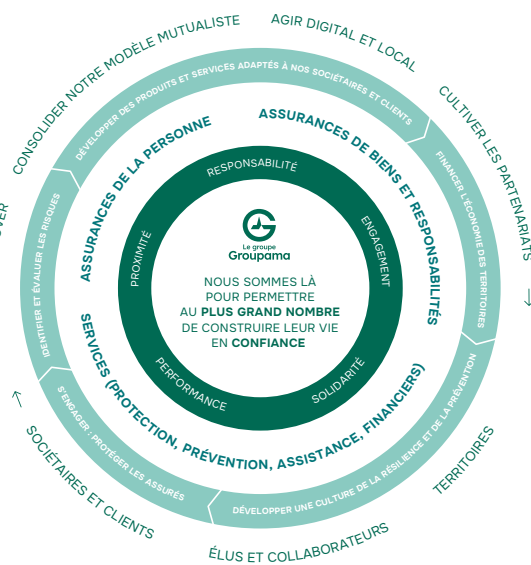 CONSOLIDER NOTRE MODÈLE MUTUALISTE
AGIR DIGITAL ET LOCAL
CULTIVER LES PARTENARIATS
DÉVELOPPER DES PRODUITS ET SERVICES ADAPTÉS À NOS SOCIÉTAIRES ET CLIENTS
FINANCER L'ÉCONOMIE DES TERRITOIRES
DÉVELOPPER UNE CULTURE DE LA RÉSILIENCE ET DE LA PRÉVENTION
S'ENGAGER : PROTÉGER LES ASSURÉS
IDENTIFIER ET ÉVALUER LES RISQUES
ASSURANCES DE LA PERSONNE
ASSURANCES DE BIENS ET RESPONSABILITÉS
SERVICES (PROTECTION, PRÉVENTION, ASSISTANCE, FINANCIERS)
RESPONSABILITÉ
ENGAGEMENT
SOLIDARITÉ
PERFORMANCE
PROXIMITÉ
Le groupe
Groupama
NOUS SOMMES LÀ
POUR PERMETTRE
AU PLUS GRAND NOMBRE
DE CONSTRUIRE LEUR VIE
EN CONFIANCE
SOCIÉTAIRES ET CLIENTS
ÉLUS ET COLLABORATEURS
TERRITOIRES